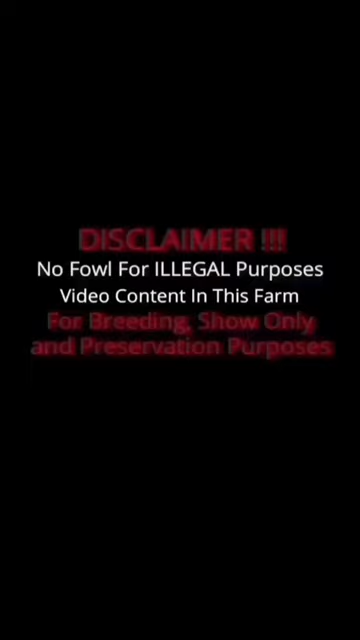 DISCLAIMER !!!
No Fowl For ILLEGAL Purposes
Video Content In This Farm
For Breeding, Show Only
and Preservation Purposes